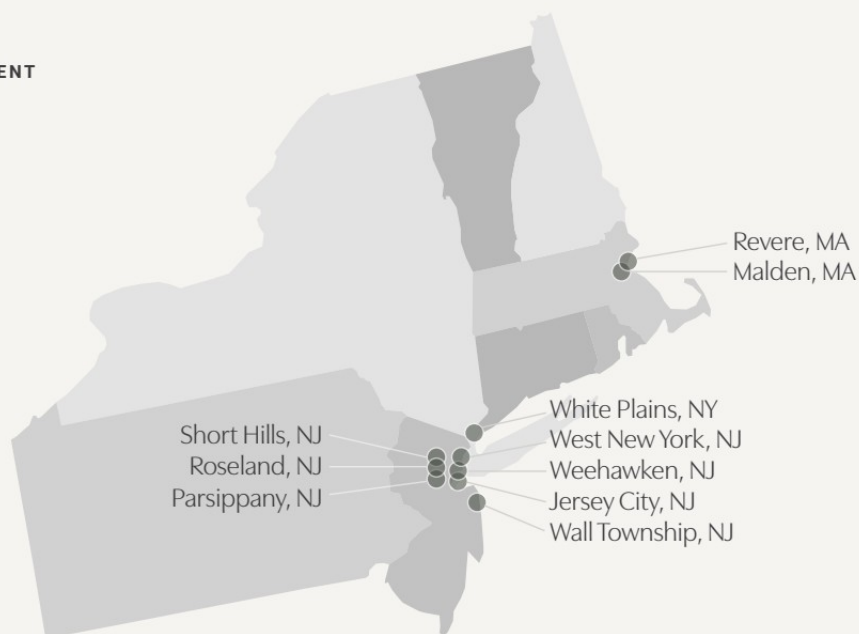 ENT
Revere, MA
Malden, MA
White Plains, NY
Short Hills, NJ
West New York, NJ
Roseland, NJ
Weehawken, NJ
Parsippany, NJ
Jersey City, NJ
Wall Township, NJ